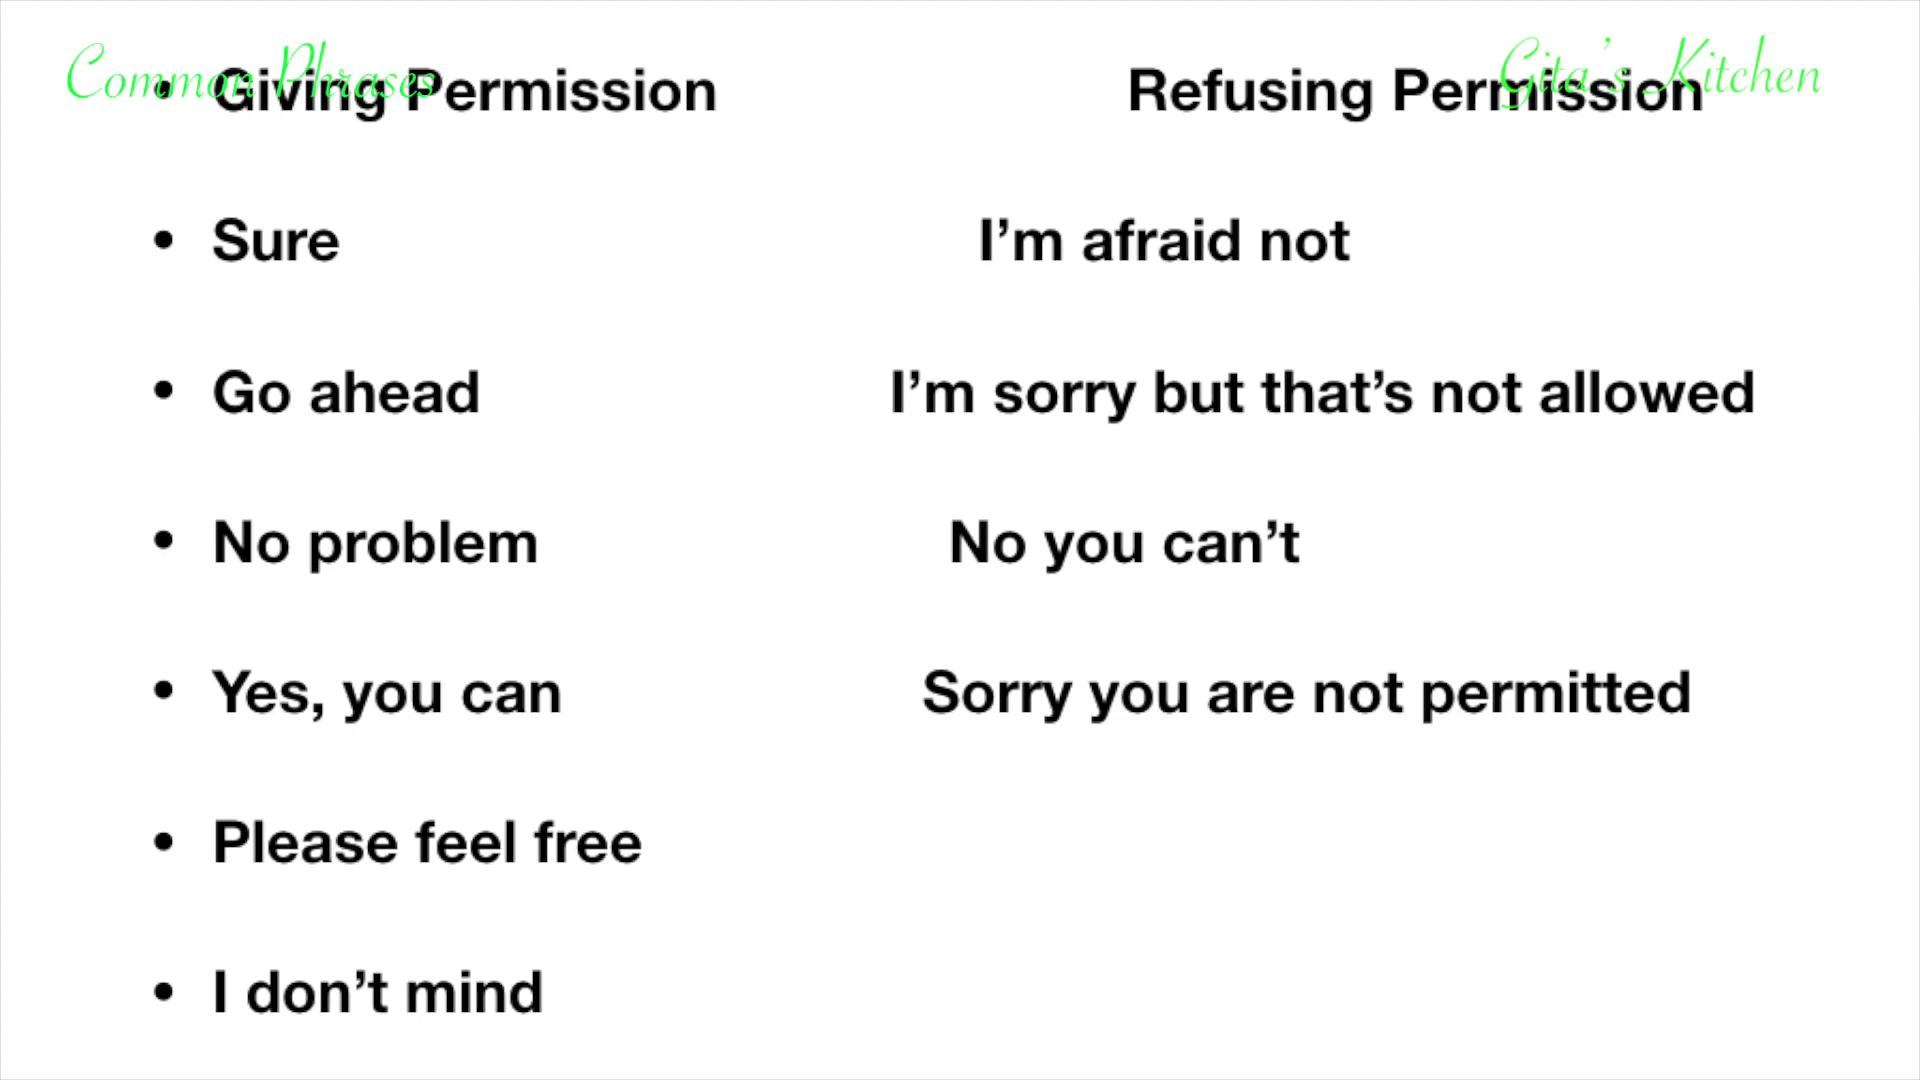 Common Phrases
Gita's Kitchen
• Giving Permission Refusing Permission
• Sure I’m afraid not
• Go ahead I’m sorry but that’s not allowed
• No problem No you can’t
• Yes, you can Sorry you are not permitted
• Please feel free
• I don’t mind